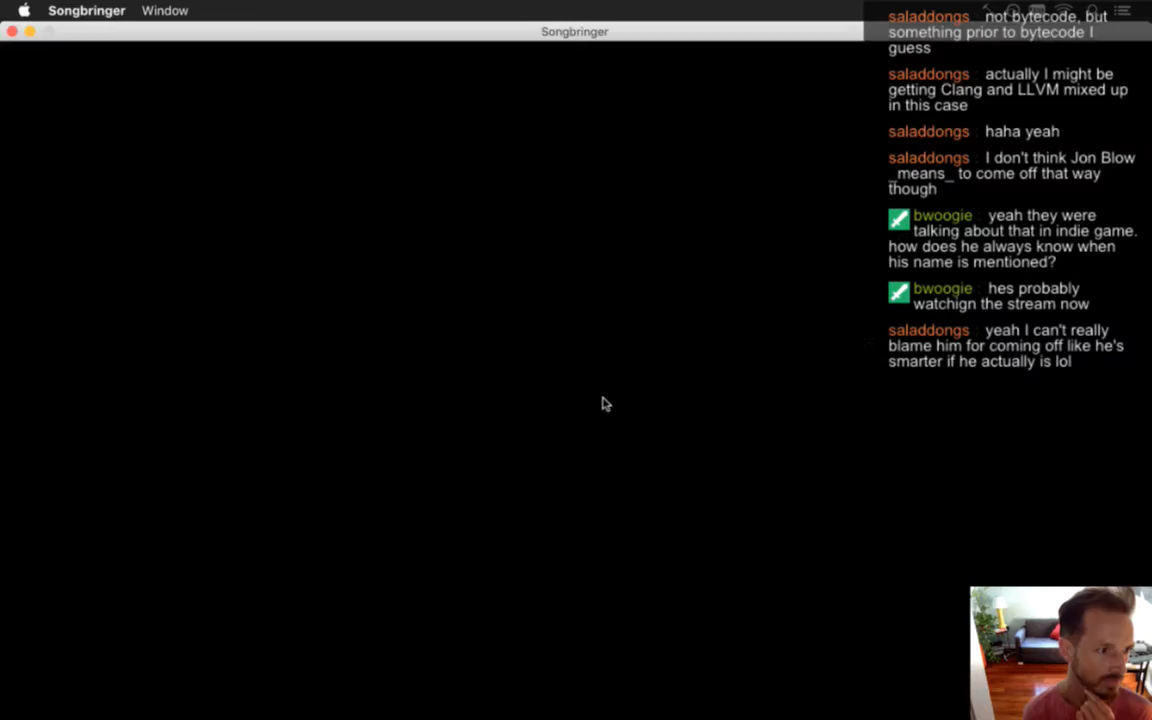 Songbringer Window
Songbringer
saladdongs : not bytecode, but
something prior to bytecode I
guess
saladdongs : actually I might be
getting Clang and LLVM mixed up
in this case
saladdongs : haha yeah
saladdongs : I don't think Jon Blow
_means_ to come off that way
though
bwoogie : yeah they were
talking about that in indie game.
how does he always know when
his name is mentioned?
bwoogie : hes probably
watchign the stream now
saladdongs : yeah I can't really
blame him for coming off like he's
smarter if he actually is lol